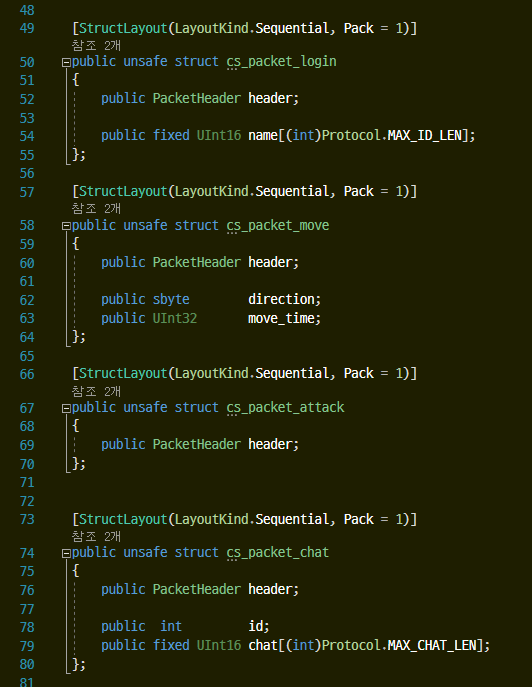 48
49 [StructLayout(LayoutKind.Sequential, Pack = 1)]
참조 2개
50 public unsafe struct cs_packet_login
51 {
52 public PacketHeader header;
53
54 public fixed UInt16 name[(int)Protocol.MAX_ID_LEN];
55 };
56
57 [StructLayout(LayoutKind.Sequential, Pack = 1)]
참조 2개
58 public unsafe struct cs_packet_move
59 {
60 public PacketHeader header;
61
62 public sbyte direction;
63 public UInt32 move_time;
64 };
65
66 [StructLayout(LayoutKind.Sequential, Pack = 1)]
참조 2개
67 public unsafe struct cs_packet_attack
68 {
69 public PacketHeader header;
70 };
71
72
73 [StructLayout(LayoutKind.Sequential, Pack = 1)]
참조 2개
74 public unsafe struct cs_packet_chat
75 {
76 public PacketHeader header;
77
78 public int id;
79 public fixed UInt16 chat[(int)Protocol.MAX_CHAT_LEN];
80 };
81